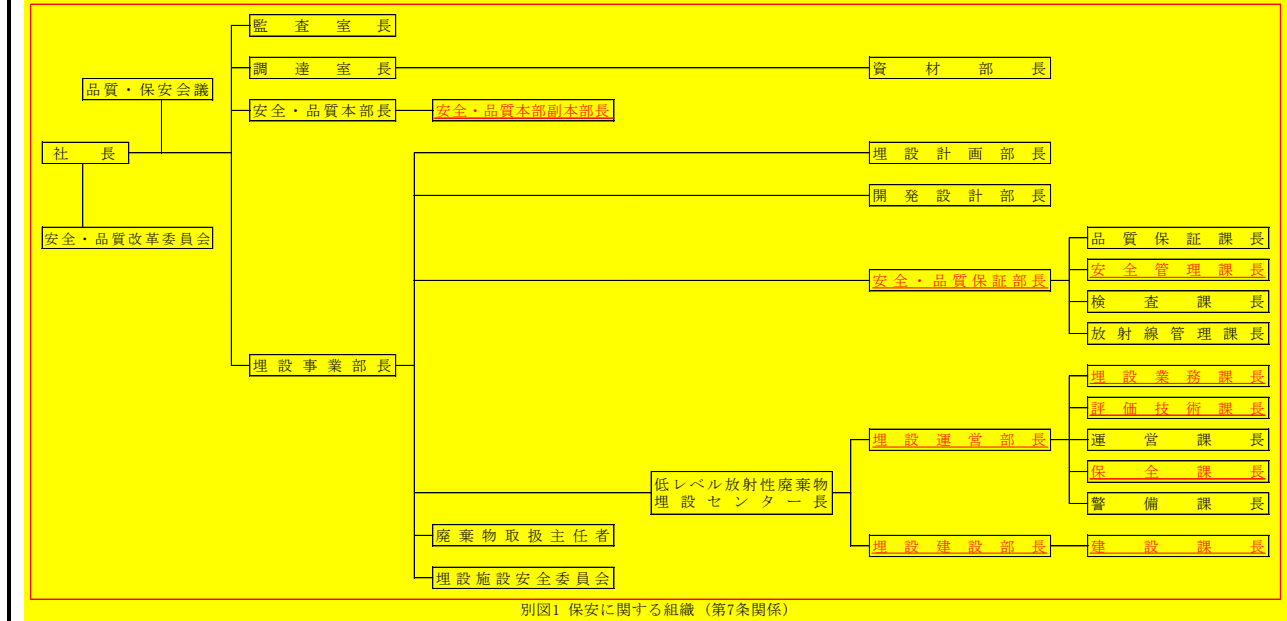 監査室長
調達室長
資材部長
品質・保安会議
安全・品質本部長
安全・品質本部副本部長
社長
埋設計画部長
開発設計部長
安全・品質改革委員会
品質保証課長
安全・品質保証部長
安全管理課長
検査課長
放射線管理課長
埋設事業部長
埋設業務課長
評価技術課長
埋設運営部長
運営課長
保全課長
低レベル放射性廃棄物
埋設センター長
警備課長
廃棄物取扱主任者
埋設建設部長
建設課長
埋設施設安全委員会
別図1 保安に関する組織（第7条関係）